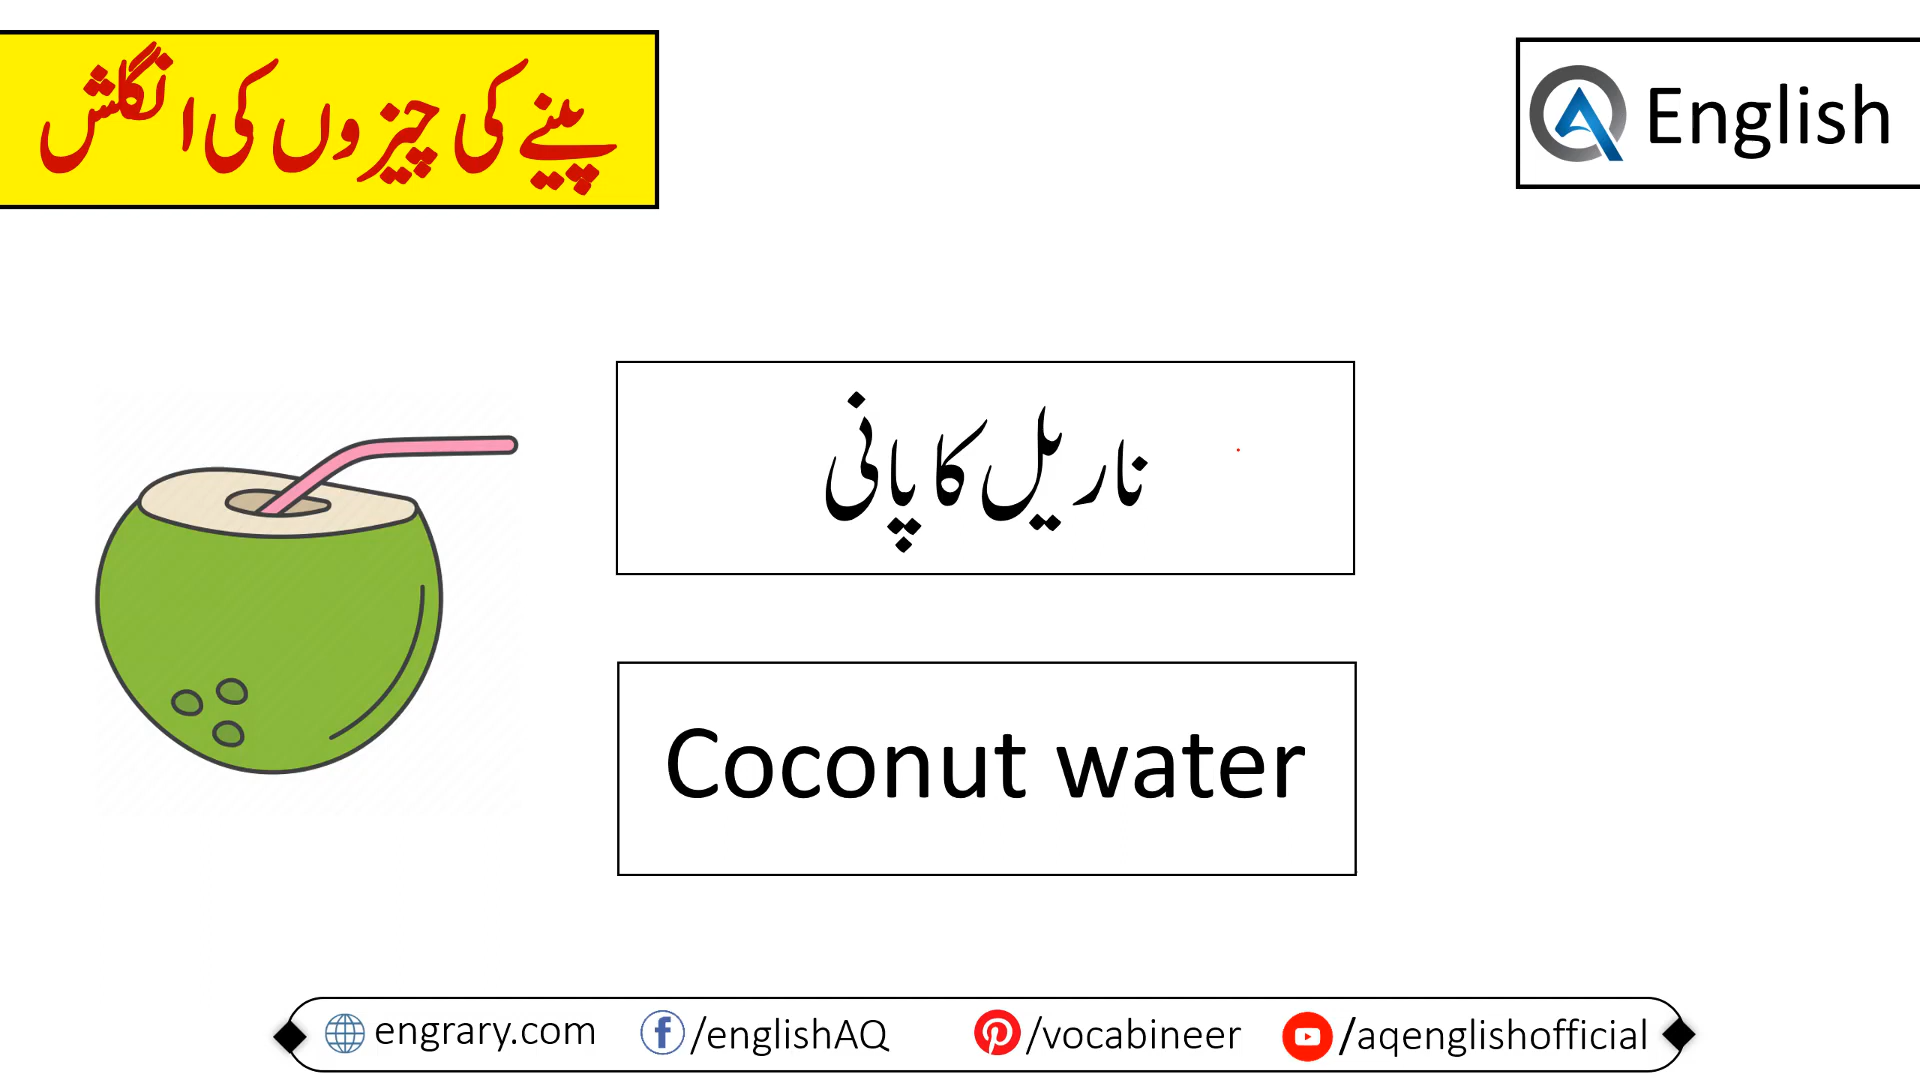 پینے کی چیزوں کی انگلش
English
ناریل کا پانی
Coconut water
engrary.com /englishAQ /vocabineer /aqenglishofficial